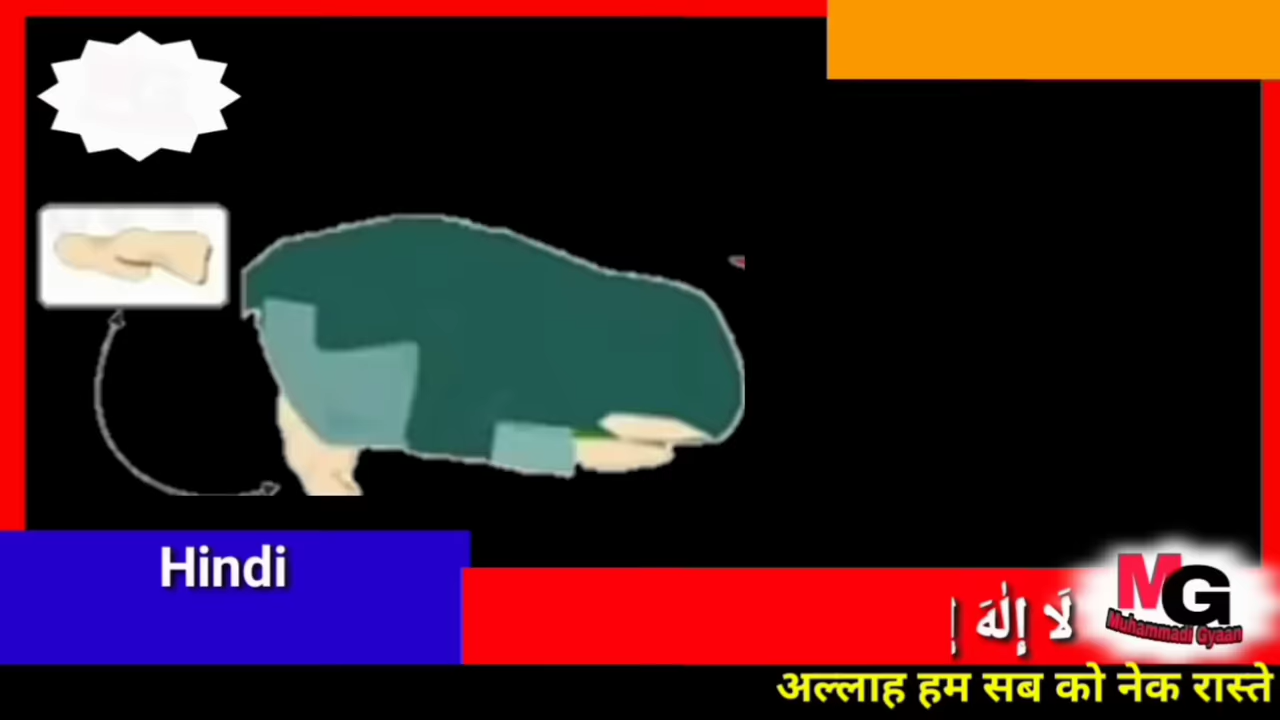 Hindi
لَا إِلٰهَ إ
MG
Muhammadi Gyaan
अल्लाह हम सब को नेक रास्ते